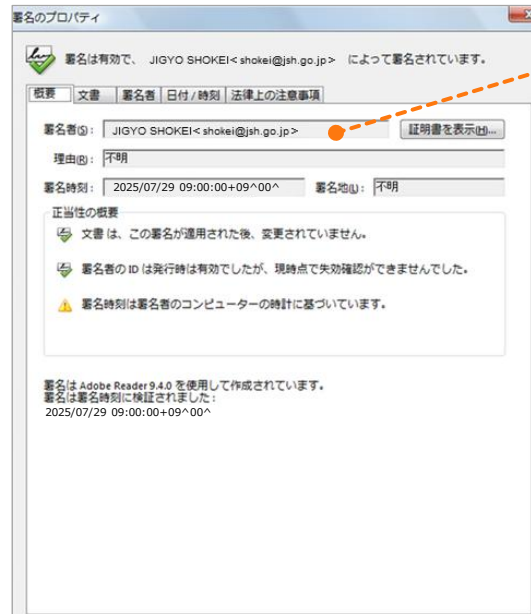 署名のプロパティ
署名は有効で、 JIGYO SHOKEI< shokei@jsh.go.jp> によって署名されています。
概要 文書 署名者 日付 / 時刻 法律上の注意事項
署名者(S): JIGYO SHOKEI< shokei@jsh.go.jp> 証明書を表示(H)...
理由(R): 不明
署名時刻: 2025/07/29 09:00:00+09^00^ 署名地(L): 不明
正当性の概要
文書 は、この署名が適用された後、変更されていません。
署名者の ID は発行時は有効でしたが、現時点で失効確認ができませんでした。
署名時刻は署名者のコンピューターの時計に基づいています。
署名は Adobe Reader 9.4.0 を使用して作成されています。
署名は署名時刻に検証されました:
2025/07/29 09:00:00+09^00^